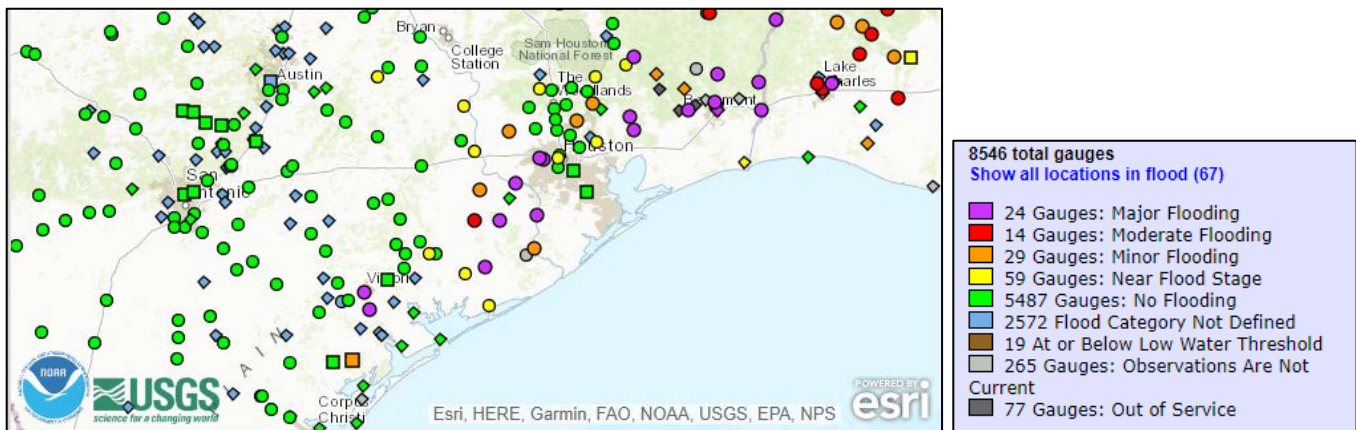 Bryan
College
Station
Sam Houston
National Forest
Austin
The
Woodlands
Lake
Charles
Beaumont
Houston
San
Antonio
Victoria
Corpus
Christi
NOAA
USGS
science for a changing world
Esri, HERE, Garmin, FAO, NOAA, USGS, EPA, NPS
POWERED BY
esri
8546 total gauges
Show all locations in flood (67)
24 Gauges: Major Flooding
14 Gauges: Moderate Flooding
29 Gauges: Minor Flooding
59 Gauges: Near Flood Stage
5487 Gauges: No Flooding
2572 Flood Category Not Defined
19 At or Below Low Water Threshold
265 Gauges: Observations Are Not
Current
77 Gauges: Out of Service